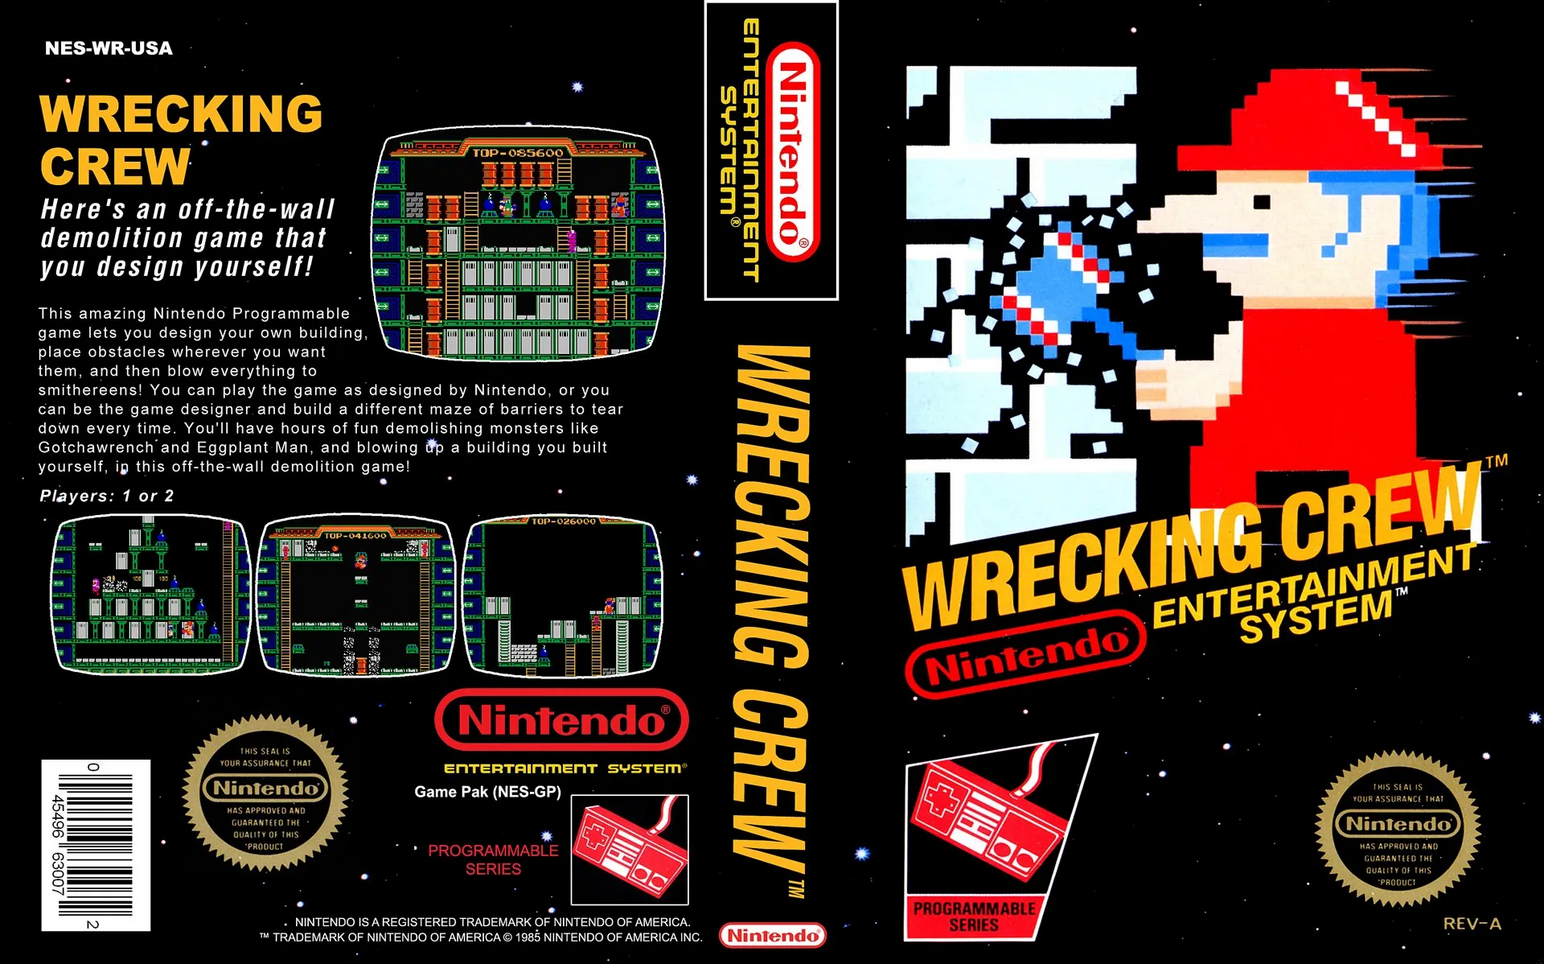 NES-WR-USA
WRECKING
CREW
Here's an off-the-wall
demolition game that
you design yourself!
This amazing Nintendo Programmable
game lets you design your own building,
place obstacles wherever you want
them, and then blow everything to
smithereens! You can play the game as designed by Nintendo, or you
can be the game designer and build a different maze of barriers to tear
down every time. You'll have hours of fun demolishing monsters like
Gotchawrench and Eggplant Man, and blowing up a building you built
yourself, in this off-the-wall demolition game!
Players: 1 or 2
TOP-085600
TOP-041600
TOP-026000
Nintendo®
ENTERTAINMENT SYSTEM®
Game Pak (NES-GP)
PROGRAMMABLE
SERIES
THIS SEAL IS
YOUR ASSURANCE THAT
Nintendo®
HAS APPROVED AND
GUARANTEED THE
QUALITY OF THIS
PRODUCT
0 45496 63007 2
NINTENDO IS A REGISTERED TRADEMARK OF NINTENDO OF AMERICA.
™ TRADEMARK OF NINTENDO OF AMERICA © 1985 NINTENDO OF AMERICA INC.
Nintendo®
ENTERTAINMENT
SYSTEM®
WRECKING CREW™
Nintendo®
WRECKING CREW™
Nintendo®
ENTERTAINMENT
SYSTEM™
PROGRAMMABLE
SERIES
THIS SEAL IS
YOUR ASSURANCE THAT
Nintendo®
HAS APPROVED AND
GUARANTEED THE
QUALITY OF THIS
PRODUCT
REV-A